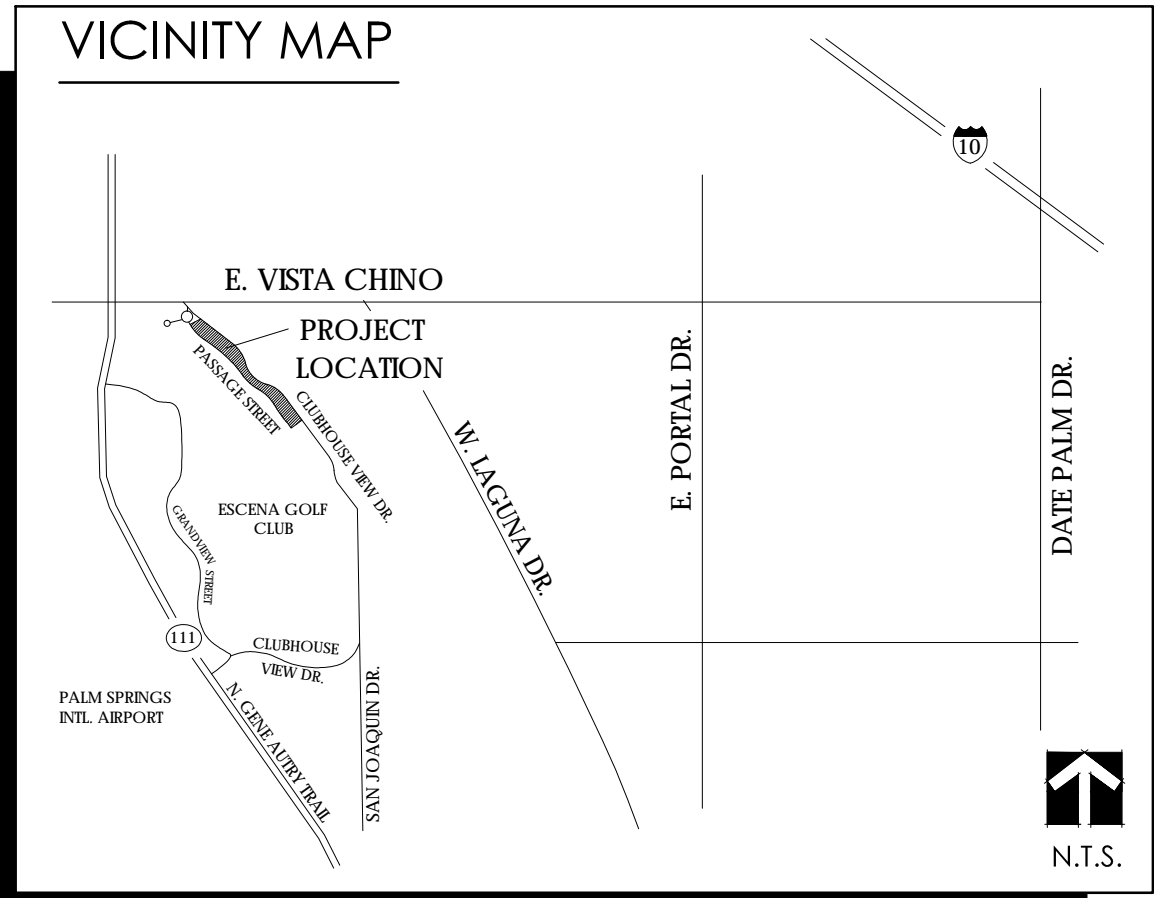 VICINITY MAP
10
E. VISTA CHINO
PROJECT
LOCATION
PASSAGE STREET
CLUBHOUSE VIEW DR.
W. LAGUNA DR.
E. PORTAL DR.
DATE PALM DR.
ESCENA GOLF
CLUB
GRANDVIEW STREET
111
CLUBHOUSE
VIEW DR.
PALM SPRINGS
INTL. AIRPORT
N. GENE AUTRY TRAIL
SAN JOAQUIN DR.
N.T.S.